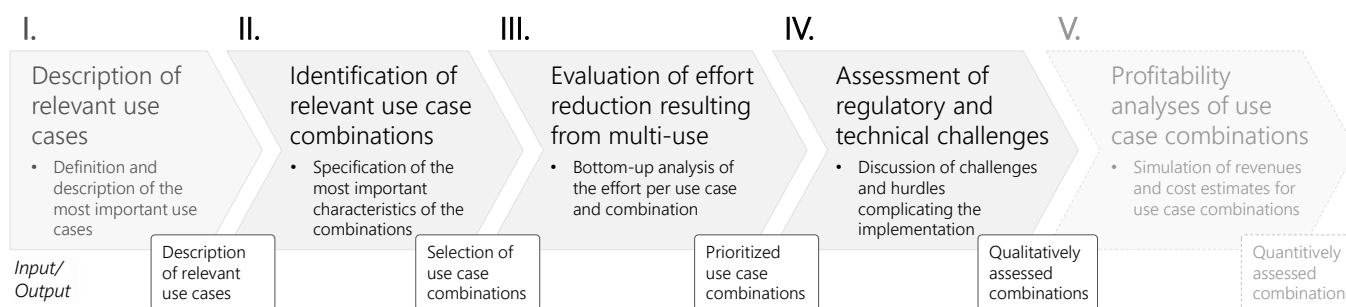 I.
II.
III.
IV.
V.
Description of
relevant use
cases
• Definition and
description of the
most important use
cases
Identification of
relevant use case
combinations
• Specification of the
most important
characteristics of the
combinations
Evaluation of effort
reduction resulting
from multi-use
• Bottom-up analysis of
the effort per use case
and combination
Assessment of
regulatory and
technical challenges
• Discussion of challenges
and hurdles
complicating the
implementation
Profitability
analyses of use
case combinations
• Simulation of revenues
and cost estimates for
use case combinations
Input/
Output
Description
of relevant
use cases
Selection of
use case
combinations
Prioritized
use case
combinations
Qualitatively
assessed
combinations
Quantitively
assessed
combination